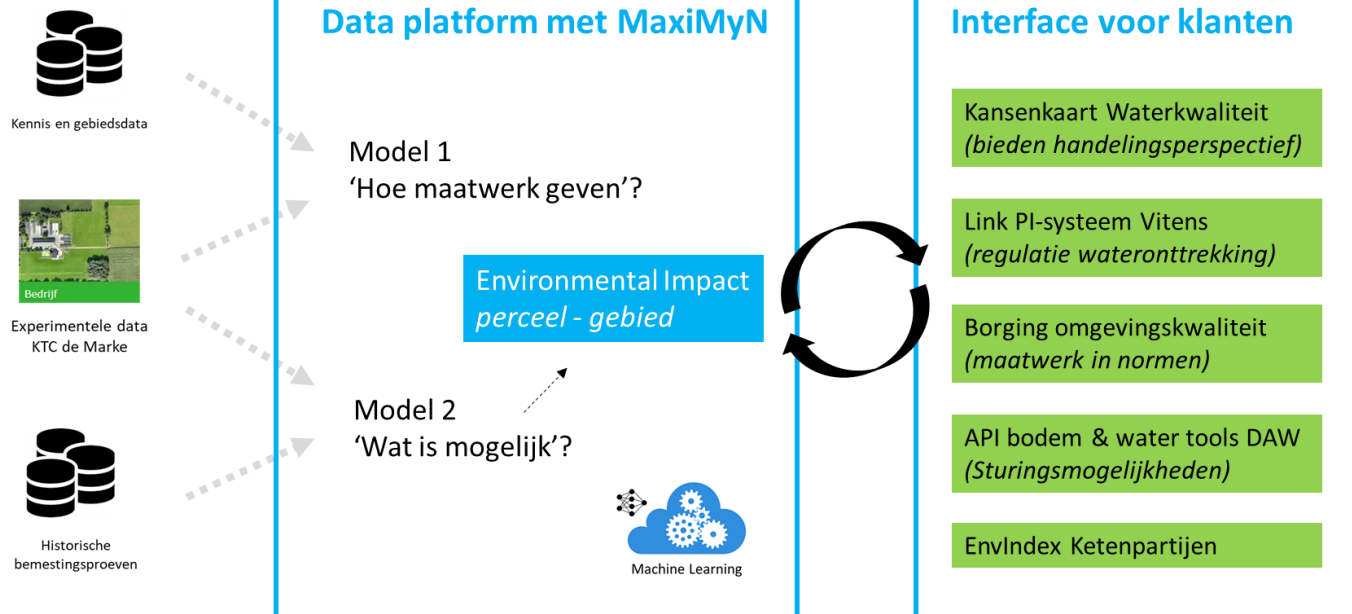 Kennis en gebiedsdata
Bedrijf
Experimentele data
KTC de Marke
Historische
bemestingsproeven
Data platform met MaxiMyN
Model 1
‘Hoe maatwerk geven’?
Environmental Impact
perceel - gebied
Model 2
‘Wat is mogelijk’?
Machine Learning
Interface voor klanten
Kansenkaart Waterkwaliteit
(bieden handelingsperspectief)
Link PI-systeem Vitens
(regulatie wateronttrekking)
Borging omgevingskwaliteit
(maatwerk in normen)
API bodem & water tools DAW
(Sturingsmogelijkheden)
EnvIndex Ketenpartijen